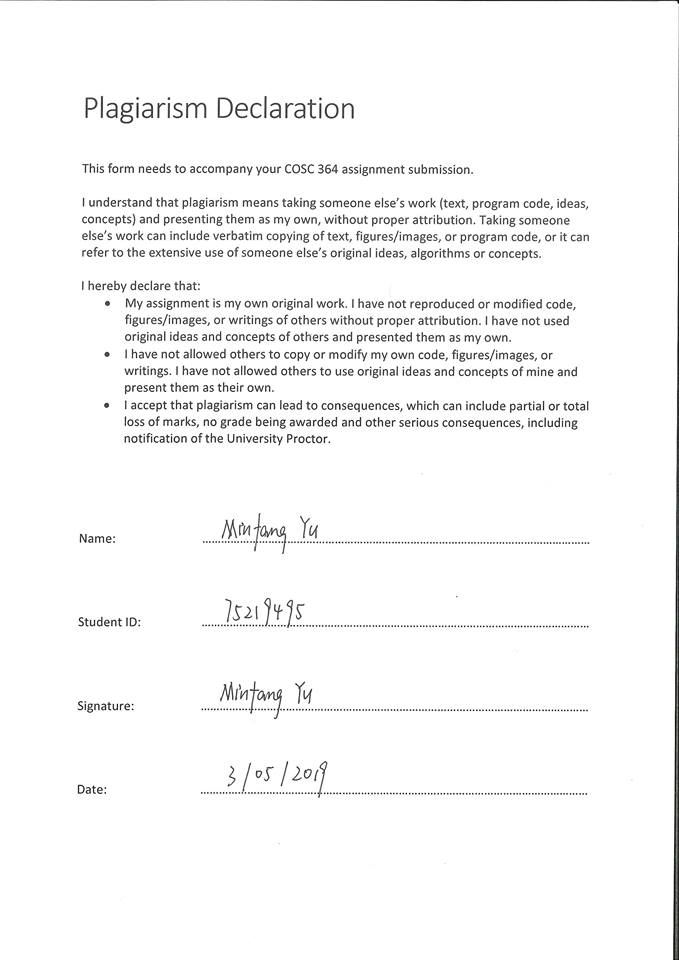 Plagiarism Declaration
This form needs to accompany your COSC 364 assignment submission.
I understand that plagiarism means taking someone else’s work (text, program code, ideas,
concepts) and presenting them as my own, without proper attribution. Taking someone
else’s work can include verbatim copying of text, figures/images, or program code, or it can
refer to the extensive use of someone else’s original ideas, algorithms or concepts.
I hereby declare that:
• My assignment is my own original work. I have not reproduced or modified code,
figures/images, or writings of others without proper attribution. I have not used
original ideas and concepts of others and presented them as my own.
• I have not allowed others to copy or modify my own code, figures/images, or
writings. I have not allowed others to use original ideas and concepts of mine and
present them as their own.
• I accept that plagiarism can lead to consequences, which can include partial or total
loss of marks, no grade being awarded and other serious consequences, including
notification of the University Proctor.
Name: Mintang Yu
Student ID: 75219495
Signature: Mintang Yu
Date: 3/05/2019